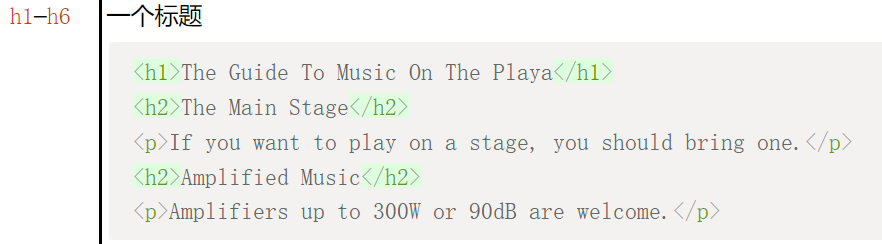 h1–h6
一个标题
<h1>The Guide To Music On The Playa</h1>
<h2>The Main Stage</h2>
<p>If you want to play on a stage, you should bring one.</p>
<h2>Amplified Music</h2>
<p>Amplifiers up to 300W or 90dB are welcome.</p>